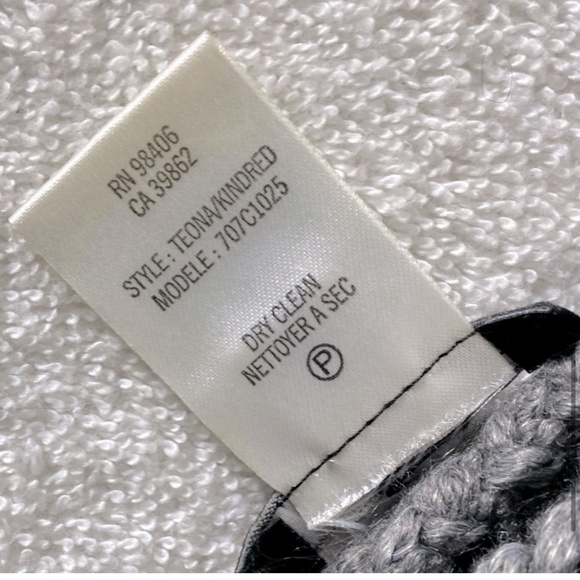 RN 98406
CA 39862
STYLE: TEONA/KINDRED
MODELE: 707C1025
DRY CLEAN
NETTOYER A SEC
P